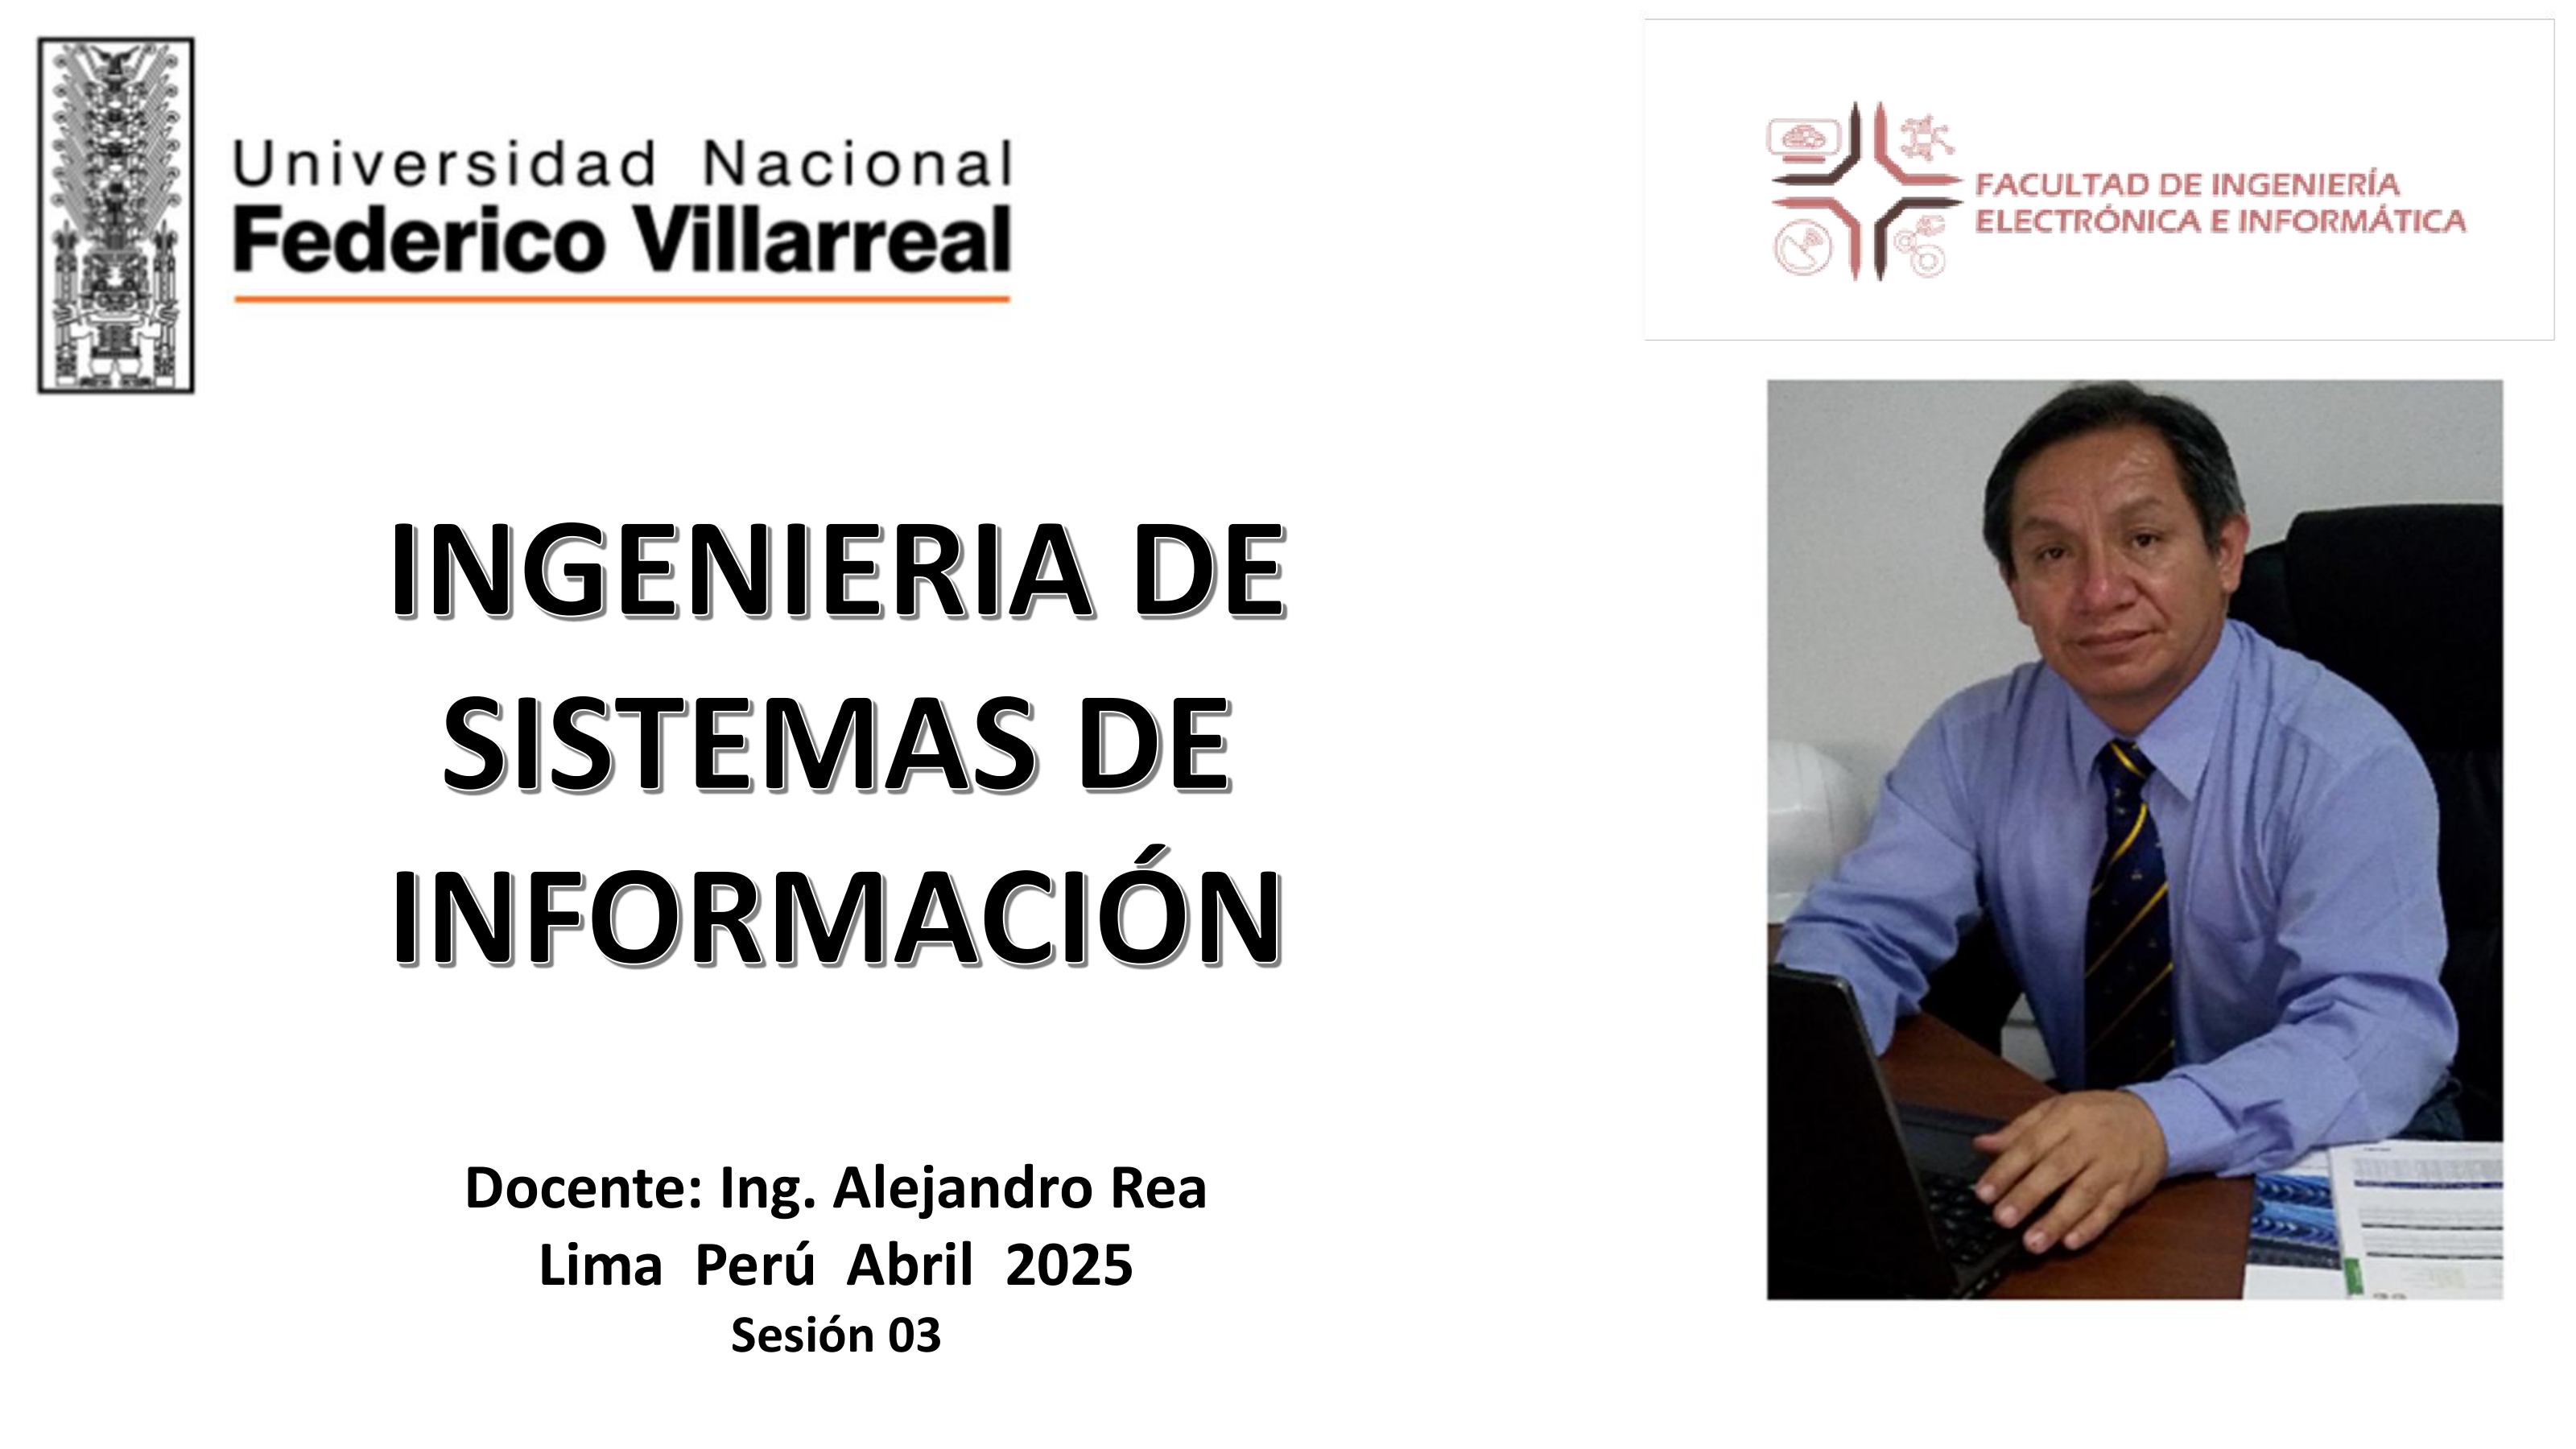 Universidad Nacional
Federico Villarreal
FACULTAD DE INGENIERÍA
ELECTRÓNICA E INFORMÁTICA
INGENIERIA DE
SISTEMAS DE
INFORMACIÓN
Docente: Ing. Alejandro Rea
Lima Perú Abril 2025
Sesión 03